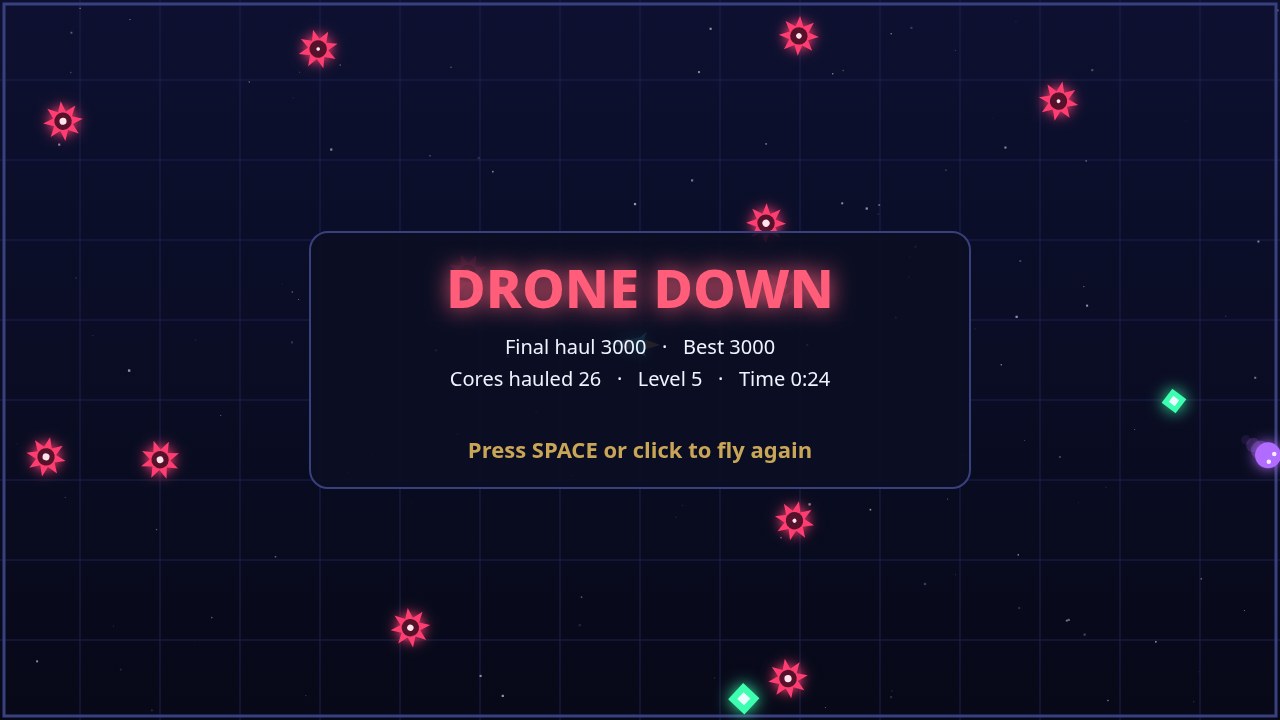 DRONE DOWN
Final haul 3000 · Best 3000
Cores hauled 26 · Level 5 · Time 0:24
Press SPACE or click to fly again